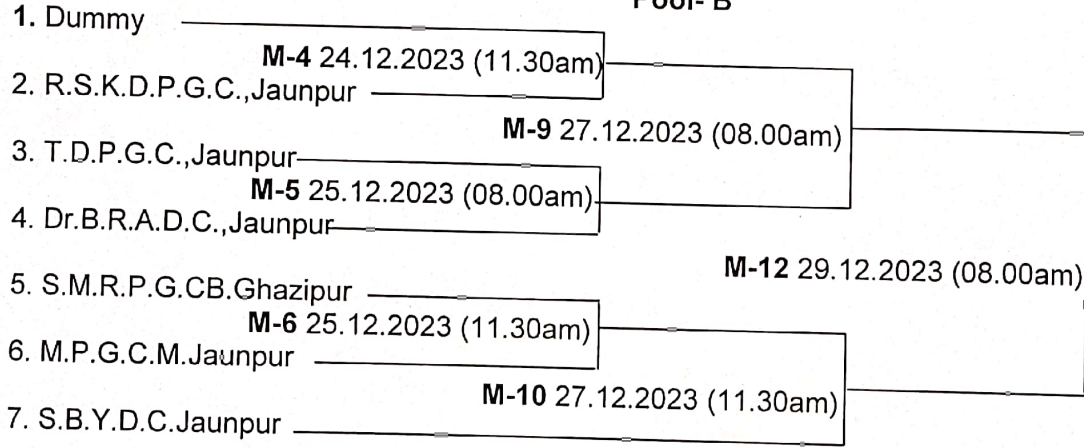 Pool- B
1. Dummy
M-4 24.12.2023 (11.30am)
2. R.S.K.D.P.G.C.,Jaunpur
M-9 27.12.2023 (08.00am)
3. T.D.P.G.C.,Jaunpur
M-5 25.12.2023 (08.00am)
4. Dr.B.R.A.D.C.,Jaunpur
M-12 29.12.2023 (08.00am)
5. S.M.R.P.G.CB.Ghazipur
M-6 25.12.2023 (11.30am)
6. M.P.G.C.M.Jaunpur
M-10 27.12.2023 (11.30am)
7. S.B.Y.D.C.Jaunpur